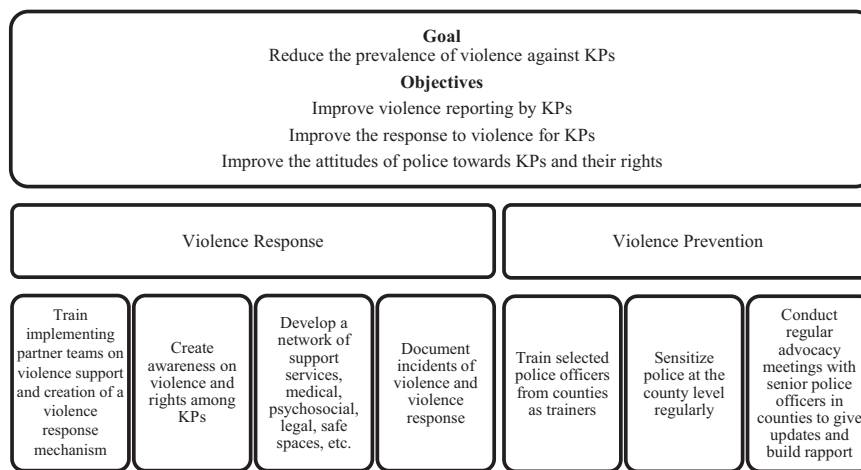 Goal
Reduce the prevalence of violence against KPs
Objectives
Improve violence reporting by KPs
Improve the response to violence for KPs
Improve the attitudes of police towards KPs and their rights
Violence Response
Violence Prevention
Train
implementing
partner teams on
violence support
and creation of a
violence
response
mechanism
Create
awareness on
violence and
rights among
KPs
Develop a
network of
support
services,
medical,
psychosocial,
legal, safe
spaces, etc.
Document
incidents of
violence and
violence
response
Train selected
police officers
from counties
as trainers
Sensitize
police at the
county level
regularly
Conduct
regular
advocacy
meetings with
senior police
officers in
counties to give
updates and
build rapport